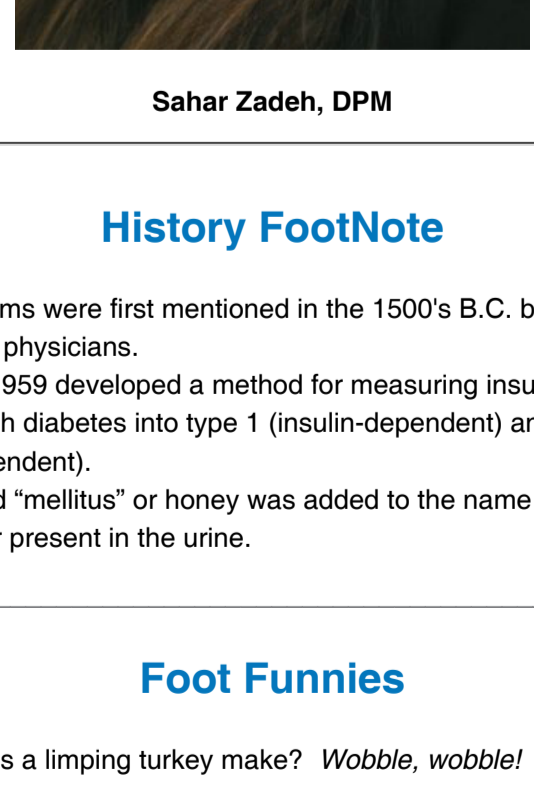 Sahar Zadeh, DPM
History FootNote
ms were first mentioned in the 1500's B.C. b
physicians.
959 developed a method for measuring insu
h diabetes into type 1 (insulin-dependent) an
endent).
“mellitus” or honey was added to the name
present in the urine.
Foot Funnies
s a limping turkey make? Wobble, wobble!